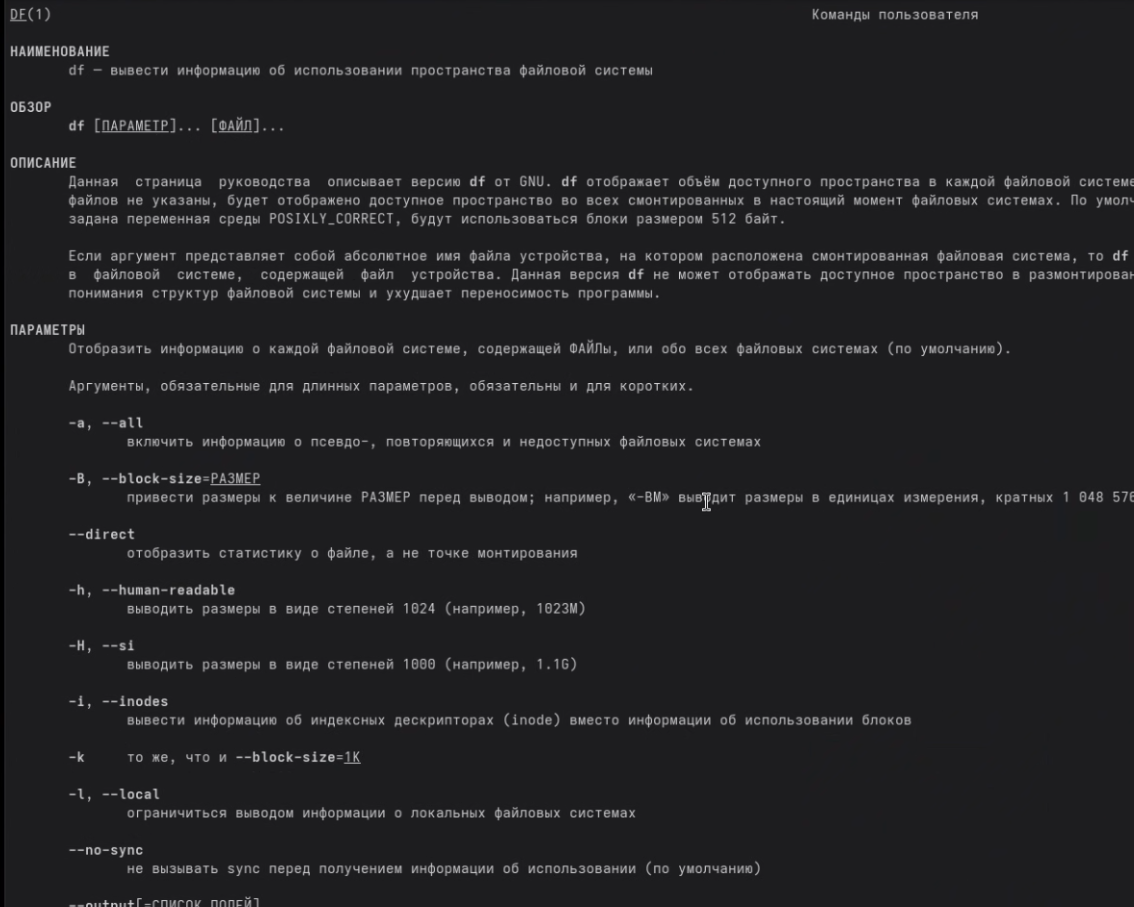 DF(1) Команды пользователя
НАИМЕНОВАНИЕ
df — вывести информацию об использовании пространства файловой системы
ОБЗОР
df [ПАРАМЕТР]... [ФАЙЛ]...
ОПИСАНИЕ
Данная страница руководства описывает версию df от GNU. df отображает объём доступного пространства в каждой файловой системе
файлов не указаны, будет отображено доступное пространство во всех смонтированных в настоящий момент файловых системах. По умолч
задана переменная среды POSIXLY_CORRECT, будут использоваться блоки размером 512 байт.
Если аргумент представляет собой абсолютное имя файла устройства, на котором расположена смонтированная файловая система, то df
в файловой системе, содержащей файл устройства. Данная версия df не может отображать доступное пространство в размонтирован
понимания структур файловой системы и ухудшает переносимость программы.
ПАРАМЕТРЫ
Отобразить информацию о каждой файловой системе, содержащей ФАЙЛы, или обо всех файловых системах (по умолчанию).
Аргументы, обязательные для длинных параметров, обязательны и для коротких.
-a, --all
включить информацию о псевдо-, повторяющихся и недоступных файловых системах
-B, --block-size=РАЗМЕР
привести размеры к величине РАЗМЕР перед выводом; например, «-BM» выводит размеры в единицах измерения, кратных 1 048 576
--direct
отобразить статистику о файле, а не точке монтирования
-h, --human-readable
выводить размеры в виде степеней 1024 (например, 1023M)
-H, --si
выводить размеры в виде степеней 1000 (например, 1.1G)
-i, --inodes
вывести информацию об индексных дескрипторах (inode) вместо информации об использовании блоков
-k то же, что и --block-size=1K
-l, --local
ограничиться выводом информации о локальных файловых системах
--no-sync
не вызывать sync перед получением информации об использовании (по умолчанию)
--output[=СПИСОК_ПОЛЕЙ]